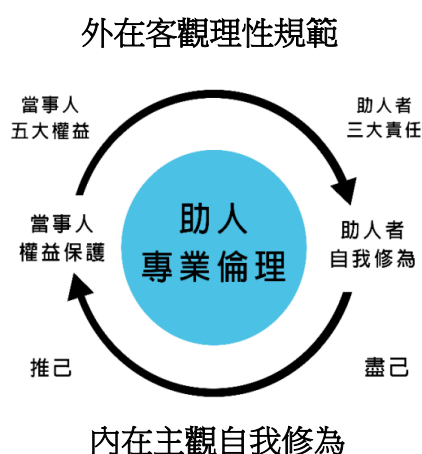 外在客觀理性規範
當事人
五大權益
助人者
三大責任
當事人
權益保護
助人
專業倫理
助人者
自我修為
推己
盡己
內在主觀自我修為